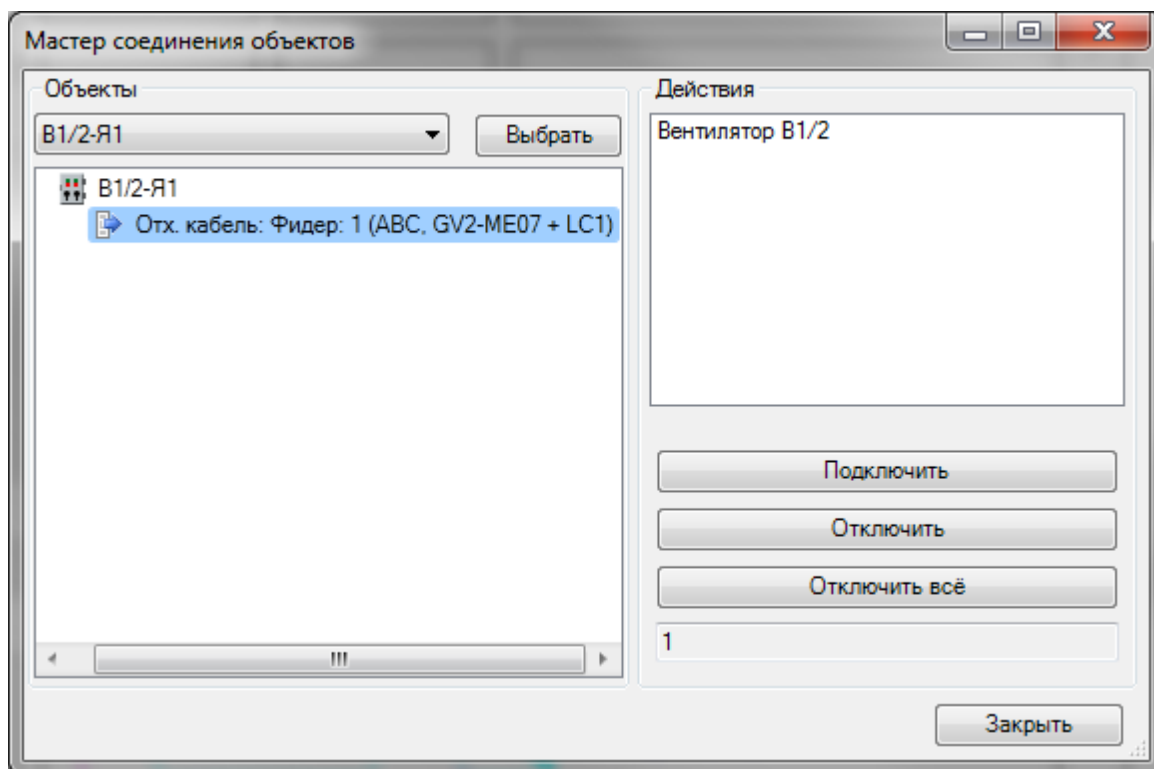 Мастер соединения объектов
Объекты
В1/2-Я1
Выбрать
В1/2-Я1
Отх. кабель: Фидер: 1 (ABC, GV2-ME07 + LC1)
Действия
Вентилятор В1/2
Подключить
Отключить
Отключить всё
1
Закрыть